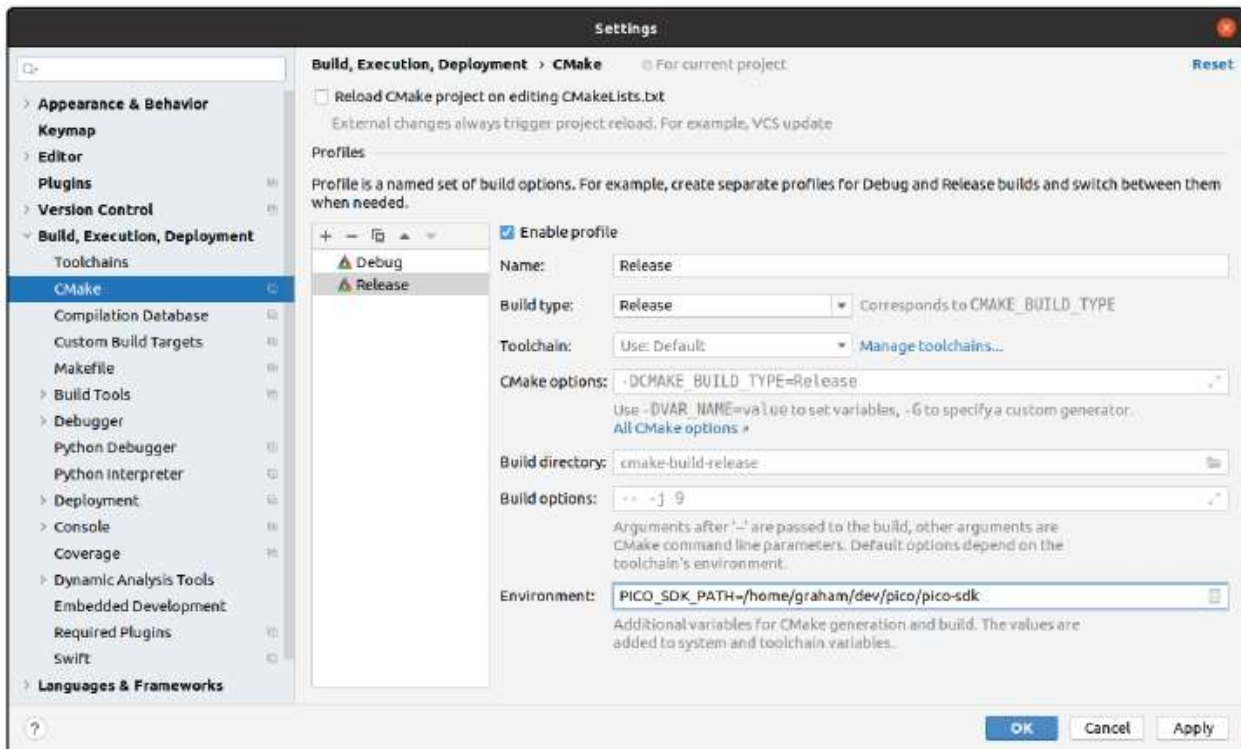 Settings
Build, Execution, Deployment › CMake
For current project
Reset
Appearance & Behavior
Keymap
Editor
Plugins
Version Control
Build, Execution, Deployment
Toolchains
CMake
Compilation Database
Custom Build Targets
Makefile
Build Tools
Debugger
Python Debugger
Python Interpreter
Deployment
Console
Coverage
Dynamic Analysis Tools
Embedded Development
Required Plugins
Swift
Languages & Frameworks
Reload CMake project on editing CMakeLists.txt
External changes always trigger project reload. For example, VCS update
Profiles
Profile is a named set of build options. For example, create separate profiles for Debug and Release builds and switch between them
when needed.
Debug
Release
Enable profile
Name: Release
Build type: Release Corresponds to CMAKE_BUILD_TYPE
Toolchain: Use: Default Manage toolchains...
CMake options: -DCMAKE_BUILD_TYPE=Release
Use -DVAR_NAME=value to set variables, -G to specify a custom generator.
All CMake options ↗
Build directory: cmake-build-release
Build options: -- -j 9
Arguments after '--' are passed to the build, other arguments are
CMake command line parameters. Default options depend on the
toolchain's environment.
Environment: PICO_SDK_PATH=/home/graham/dev/pico/pico-sdk
Additional variables for CMake generation and build. The values are
added to system and toolchain variables.
?
OK Cancel Apply